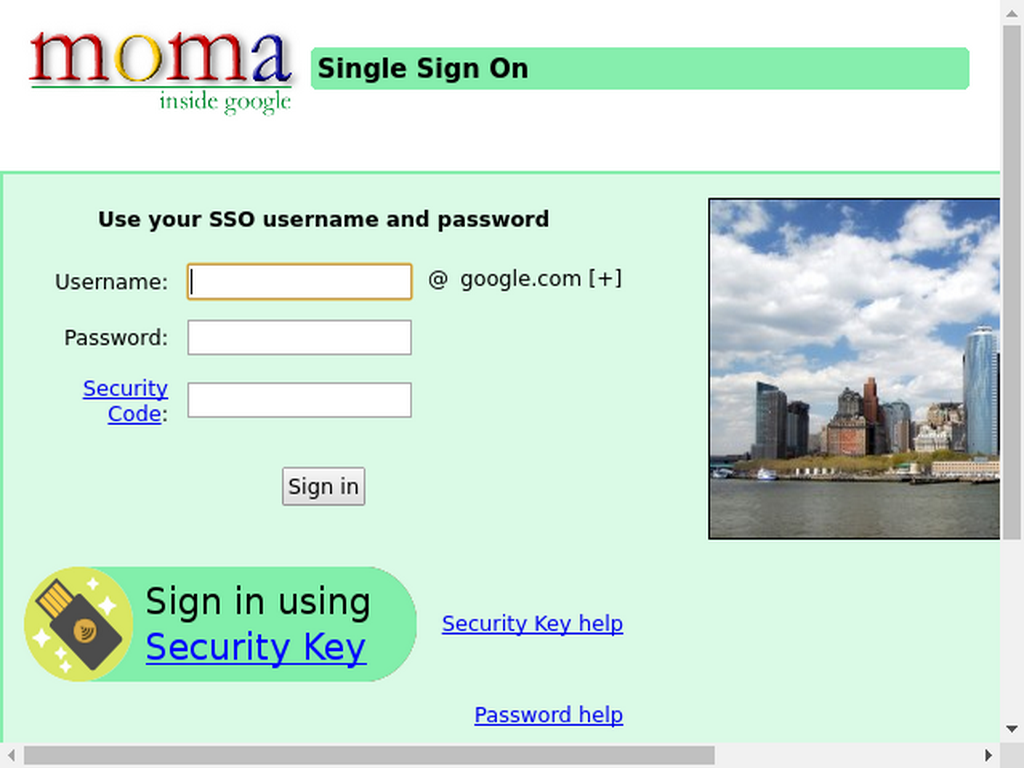 moma
inside google
Single Sign On
Use your SSO username and password
Username:
@ google.com [+]
Password:
Security
Code:
Sign in
Sign in using
Security Key
Security Key help
Password help